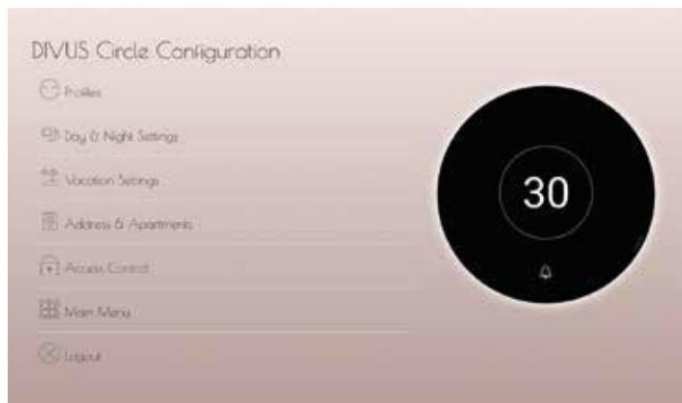 DIVUS Circle Configuration
Profiles
Day & Night Settings
Vacation Settings
Address & Apartments
Access Control
Main Menu
Logout
30